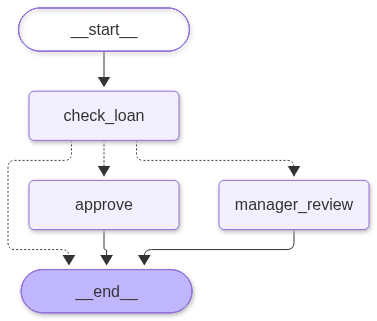 __start__
check_loan
approve
manager_review
__end__